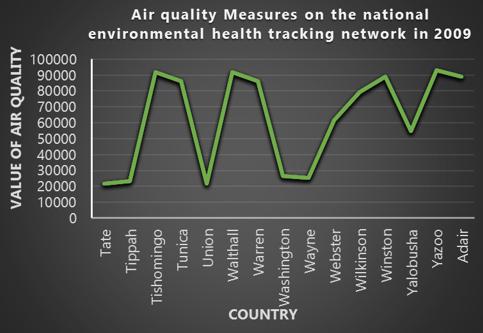 Air quality Measures on the national
environmental health tracking network in 2009
VALUE OF AIR QUALITY
100000
90000
80000
70000
60000
50000
40000
30000
20000
10000
0
Tate
Tippah
Tishomingo
Tunica
Union
Walthall
Warren
Washington
Wayne
Webster
Wilkinson
Winston
Yalobusha
Yazoo
Adair
COUNTRY